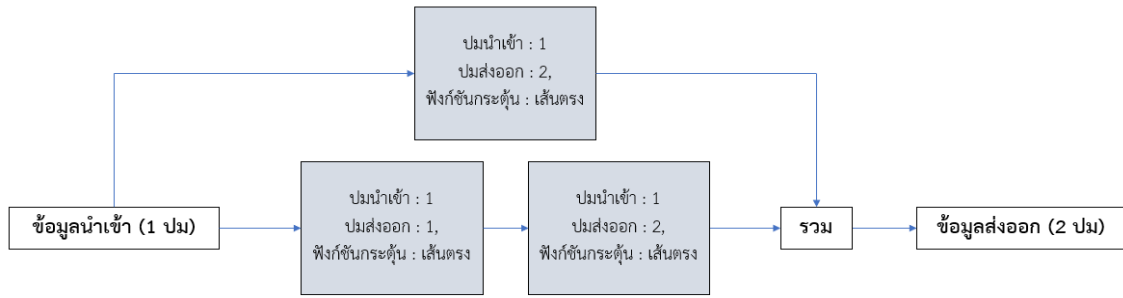 ปมนำเข้า : 1
ปมส่งออก : 2,
ฟังก์ชันกระตุ้น : เส้นตรง
ข้อมูลนำเข้า (1 ปม)
ปมนำเข้า : 1
ปมส่งออก : 1,
ฟังก์ชันกระตุ้น : เส้นตรง
ปมนำเข้า : 1
ปมส่งออก : 2,
ฟังก์ชันกระตุ้น : เส้นตรง
รวม
ข้อมูลส่งออก (2 ปม)